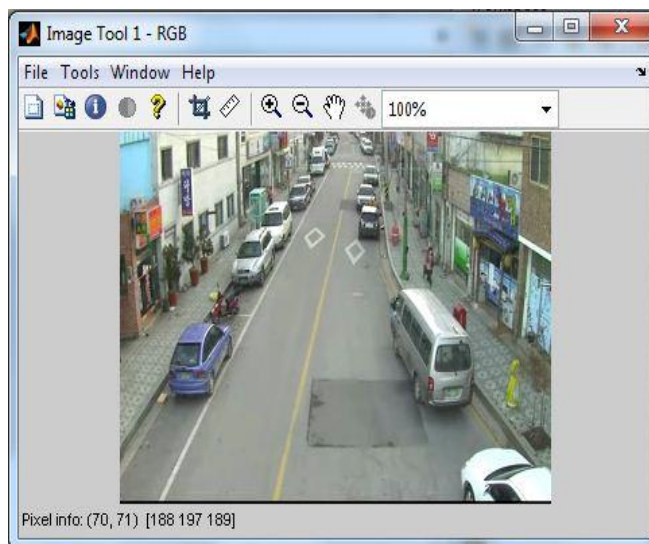 Image Tool 1 - RGB
File Tools Window Help
100%
Pixel info: (70, 71) [188 197 189]